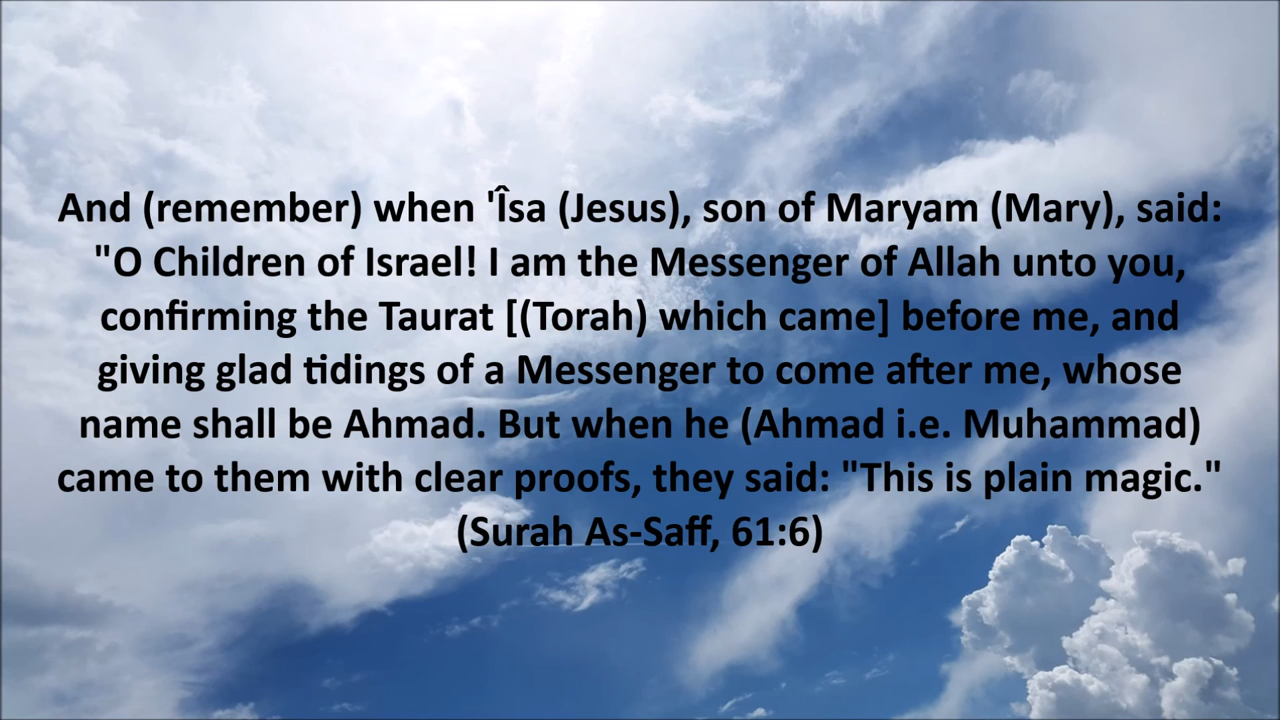 And (remember) when 'Îsa (Jesus), son of Maryam (Mary), said:
"O Children of Israel! I am the Messenger of Allah unto you,
confirming the Taurat [(Torah) which came] before me, and
giving glad tidings of a Messenger to come after me, whose
name shall be Ahmad. But when he (Ahmad i.e. Muhammad)
came to them with clear proofs, they said: "This is plain magic."
(Surah As-Saff, 61:6)